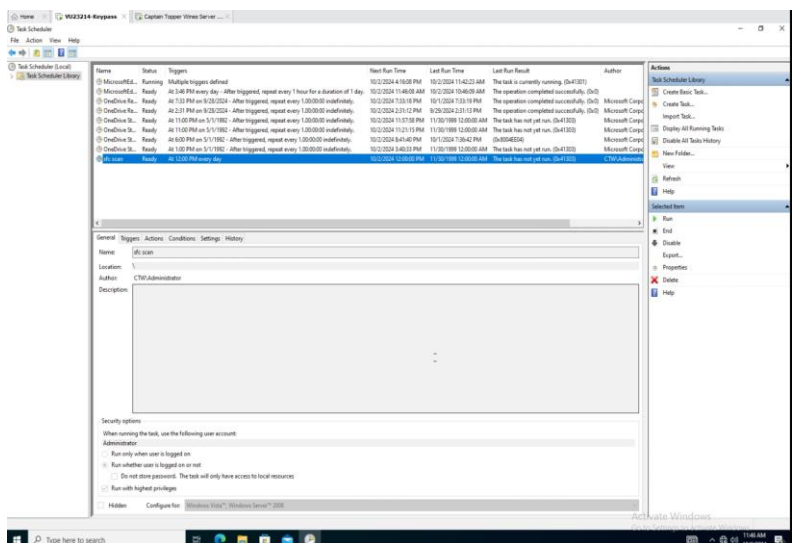 Home VU23214-Keypass Captain Topper Wines Server ...
Task Scheduler
File Action View Help
Task Scheduler (Local)
Task Scheduler Library
Name Status Triggers Next Run Time Last Run Time Last Run Result Author
MicrosoftEd... Running Multiple triggers defined 10/2/2024 4:16:08 PM 10/2/2024 11:42:23 AM The task is currently running. (0x41301)
MicrosoftEd... Ready At 3:46 PM every day - After triggered, repeat every 1 hour for a duration of 1 day. 10/2/2024 11:46:08 AM 10/2/2024 10:46:09 AM The operation completed successfully. (0x0)
OneDrive Re... Ready At 7:33 PM on 9/28/2024 - After triggered, repeat every 1.00:00:00 indefinitely. 10/2/2024 7:33:18 PM 10/1/2024 7:33:19 PM The operation completed successfully. (0x0) Microsoft Corpo
OneDrive Re... Ready At 2:31 PM on 9/28/2024 - After triggered, repeat every 1.00:00:00 indefinitely. 10/2/2024 2:31:12 PM 9/29/2024 2:31:13 PM The operation completed successfully. (0x0) Microsoft Corpo
OneDrive St... Ready At 11:00 PM on 5/1/1992 - After triggered, repeat every 1.00:00:00 indefinitely. 10/2/2024 11:57:58 PM 11/30/1999 12:00:00 AM The task has not yet run. (0x41303) Microsoft Corpo
OneDrive St... Ready At 11:00 PM on 5/1/1992 - After triggered, repeat every 1.00:00:00 indefinitely. 10/2/2024 11:21:15 PM 11/30/1999 12:00:00 AM The task has not yet run. (0x41303) Microsoft Corpo
OneDrive St... Ready At 6:00 PM on 5/1/1992 - After triggered, repeat every 1.00:00:00 indefinitely. 10/2/2024 6:41:40 PM 10/1/2024 7:36:42 PM (0x8004EE04) Microsoft Corpo
OneDrive St... Ready At 1:00 PM on 5/1/1992 - After triggered, repeat every 1.00:00:00 indefinitely. 10/2/2024 3:40:33 PM 11/30/1999 12:00:00 AM The task has not yet run. (0x41303) Microsoft Corpo
sfc scan Ready At 12:00 PM every day 10/2/2024 12:00:00 PM 11/30/1999 12:00:00 AM The task has not yet run. (0x41303) CTW\Administra
General Triggers Actions Conditions Settings History
Name: sfc scan
Location: \
Author: CTW\Administrator
Description:
Security options
When running the task, use the following user account:
Administrator
Run only when user is logged on
Run whether user is logged on or not
Do not store password. The task will only have access to local resources
Run with highest privileges
Hidden Configure for: Windows Vista™, Windows Server™ 2008
Actions
Task Scheduler Library
Create Basic Task...
Create Task...
Import Task...
Display All Running Tasks
Disable All Tasks History
New Folder...
View
Refresh
Help
Selected Item
Run
End
Disable
Export...
Properties
Delete
Help
Activate Windows
Go to Settings to activate Windows.
Type here to search
11:46 AM